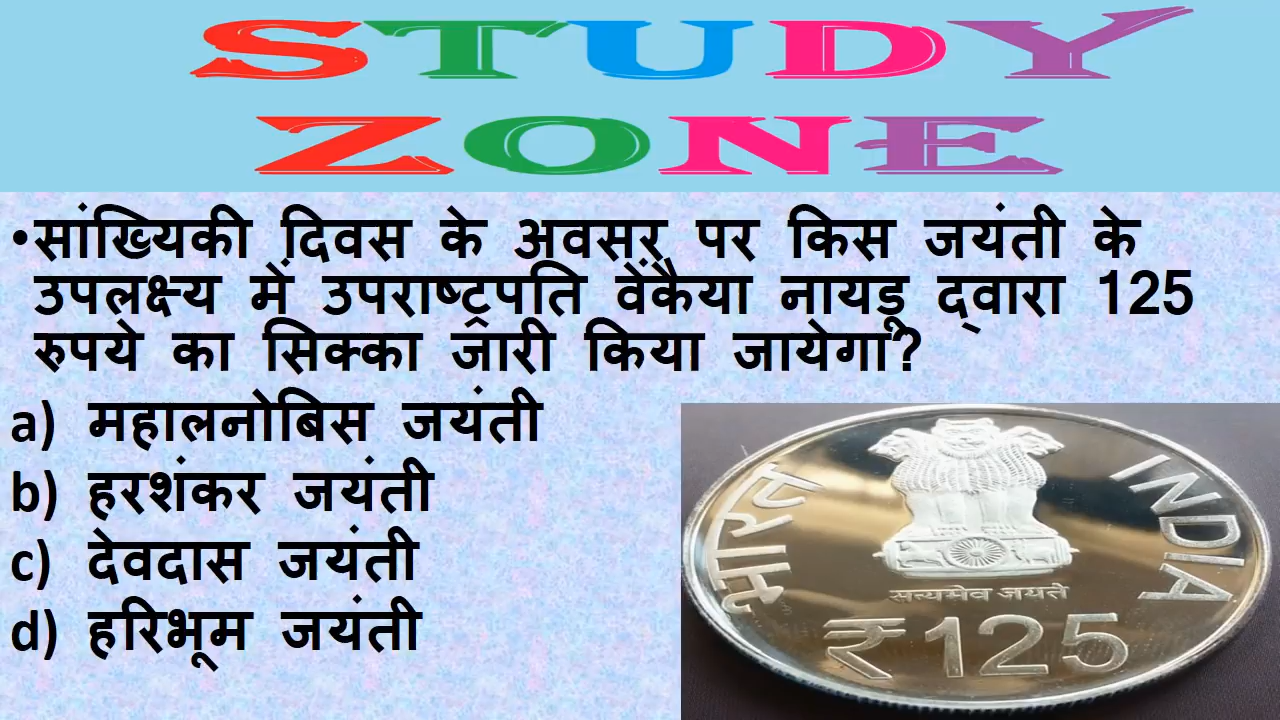 STUDY
ZONE
•सांख्यिकी दिवस के अवसर पर किस जयंती के
उपलक्ष्य में उपराष्ट्रपति वेंकैया नायडू द्वारा 125
रुपये का सिक्का जारी किया जायेगा?
a) महालनोबिस जयंती
b) हरशंकर जयंती
c) देवदास जयंती
d) हरिभूम जयंती
भारत
INDIA
सत्यमेव जयते
₹125